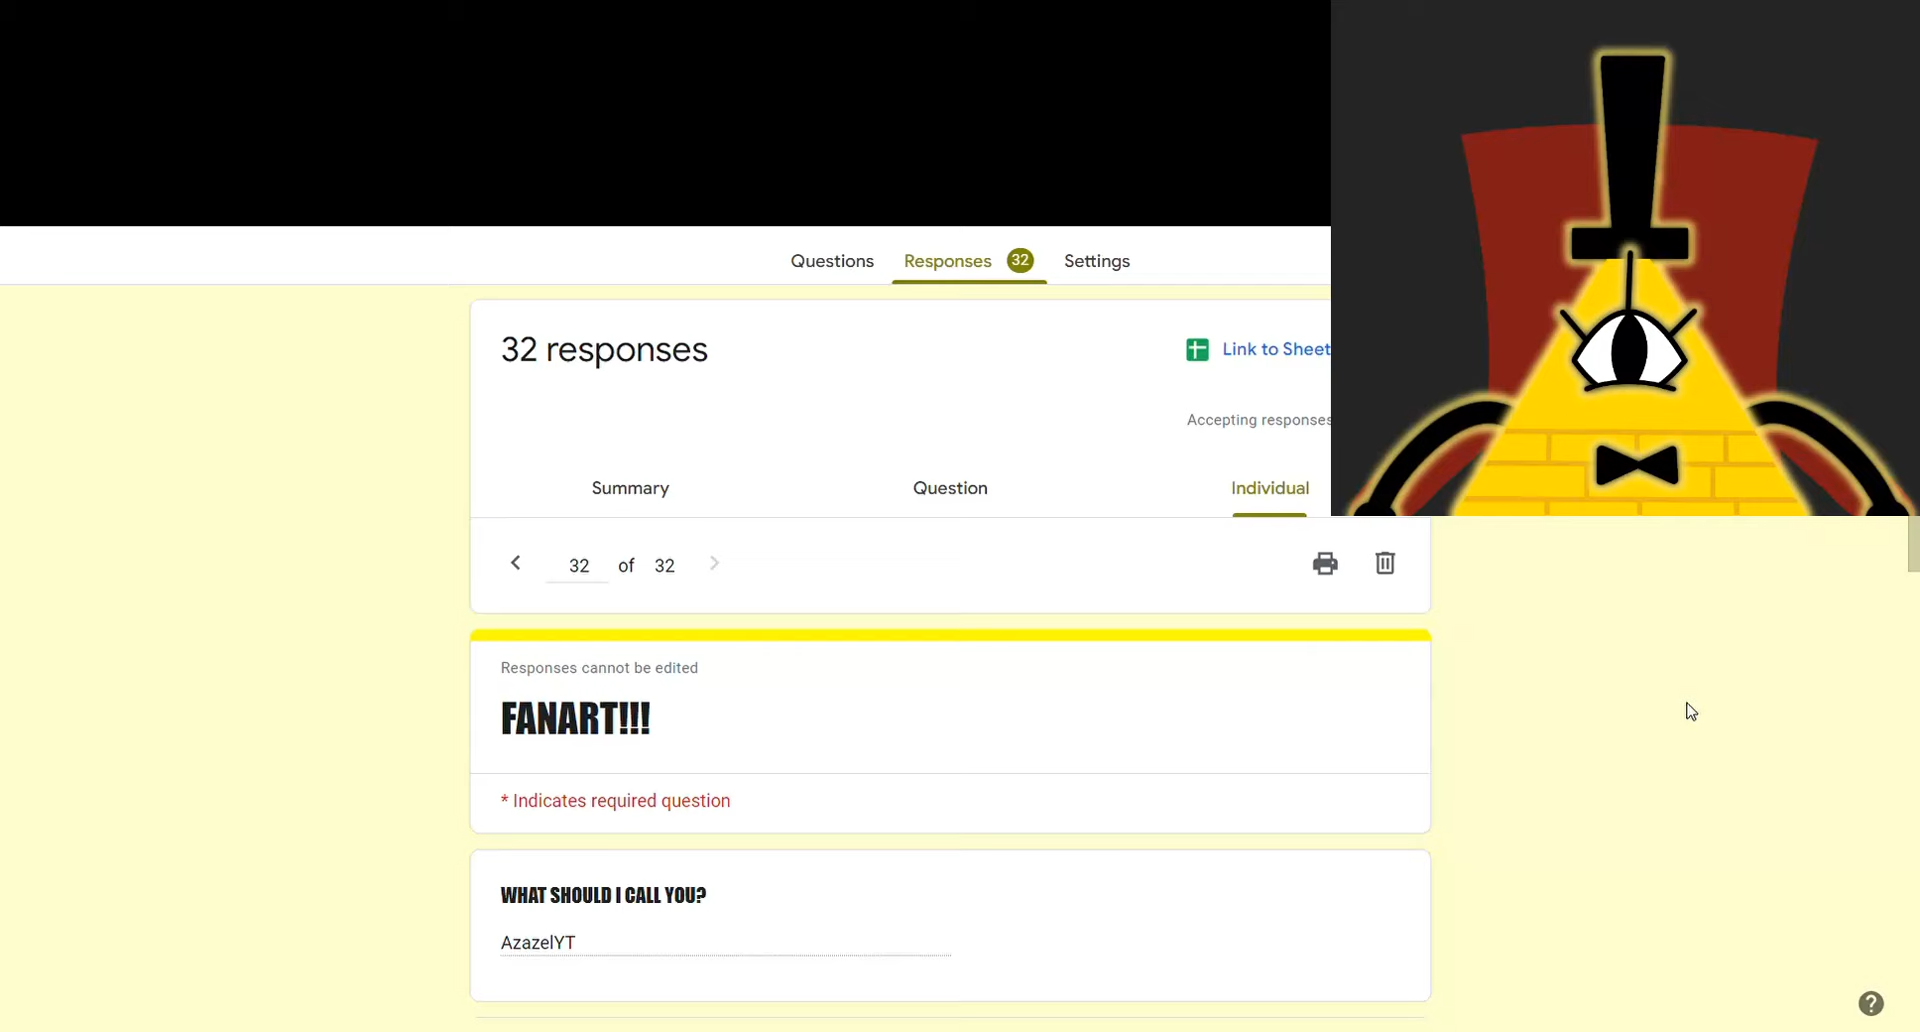 Questions Responses 32 Settings
32 responses
Link to Sheet
Accepting responses
Summary Question Individual
32 of 32
Responses cannot be edited
FANART!!!
* Indicates required question
WHAT SHOULD I CALL YOU?
AzazelYT
?